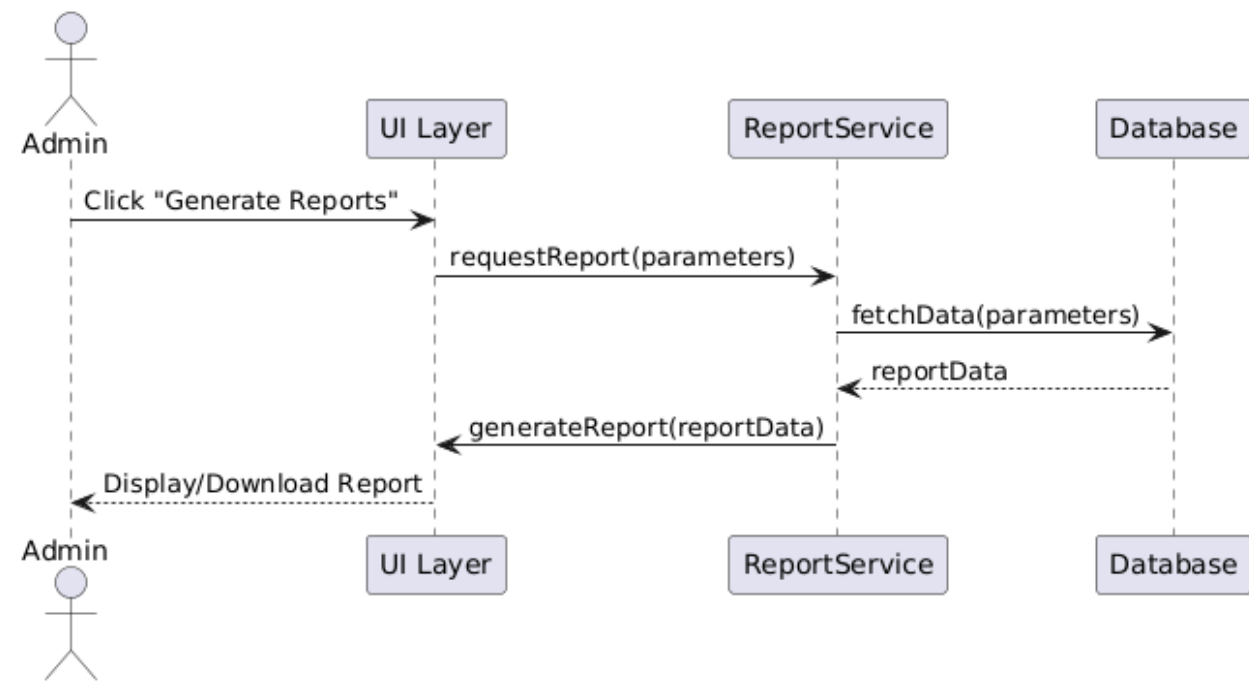 Admin
UI Layer
ReportService
Database
Click "Generate Reports"
requestReport(parameters)
fetchData(parameters)
reportData
generateReport(reportData)
Display/Download Report
Admin
UI Layer
ReportService
Database